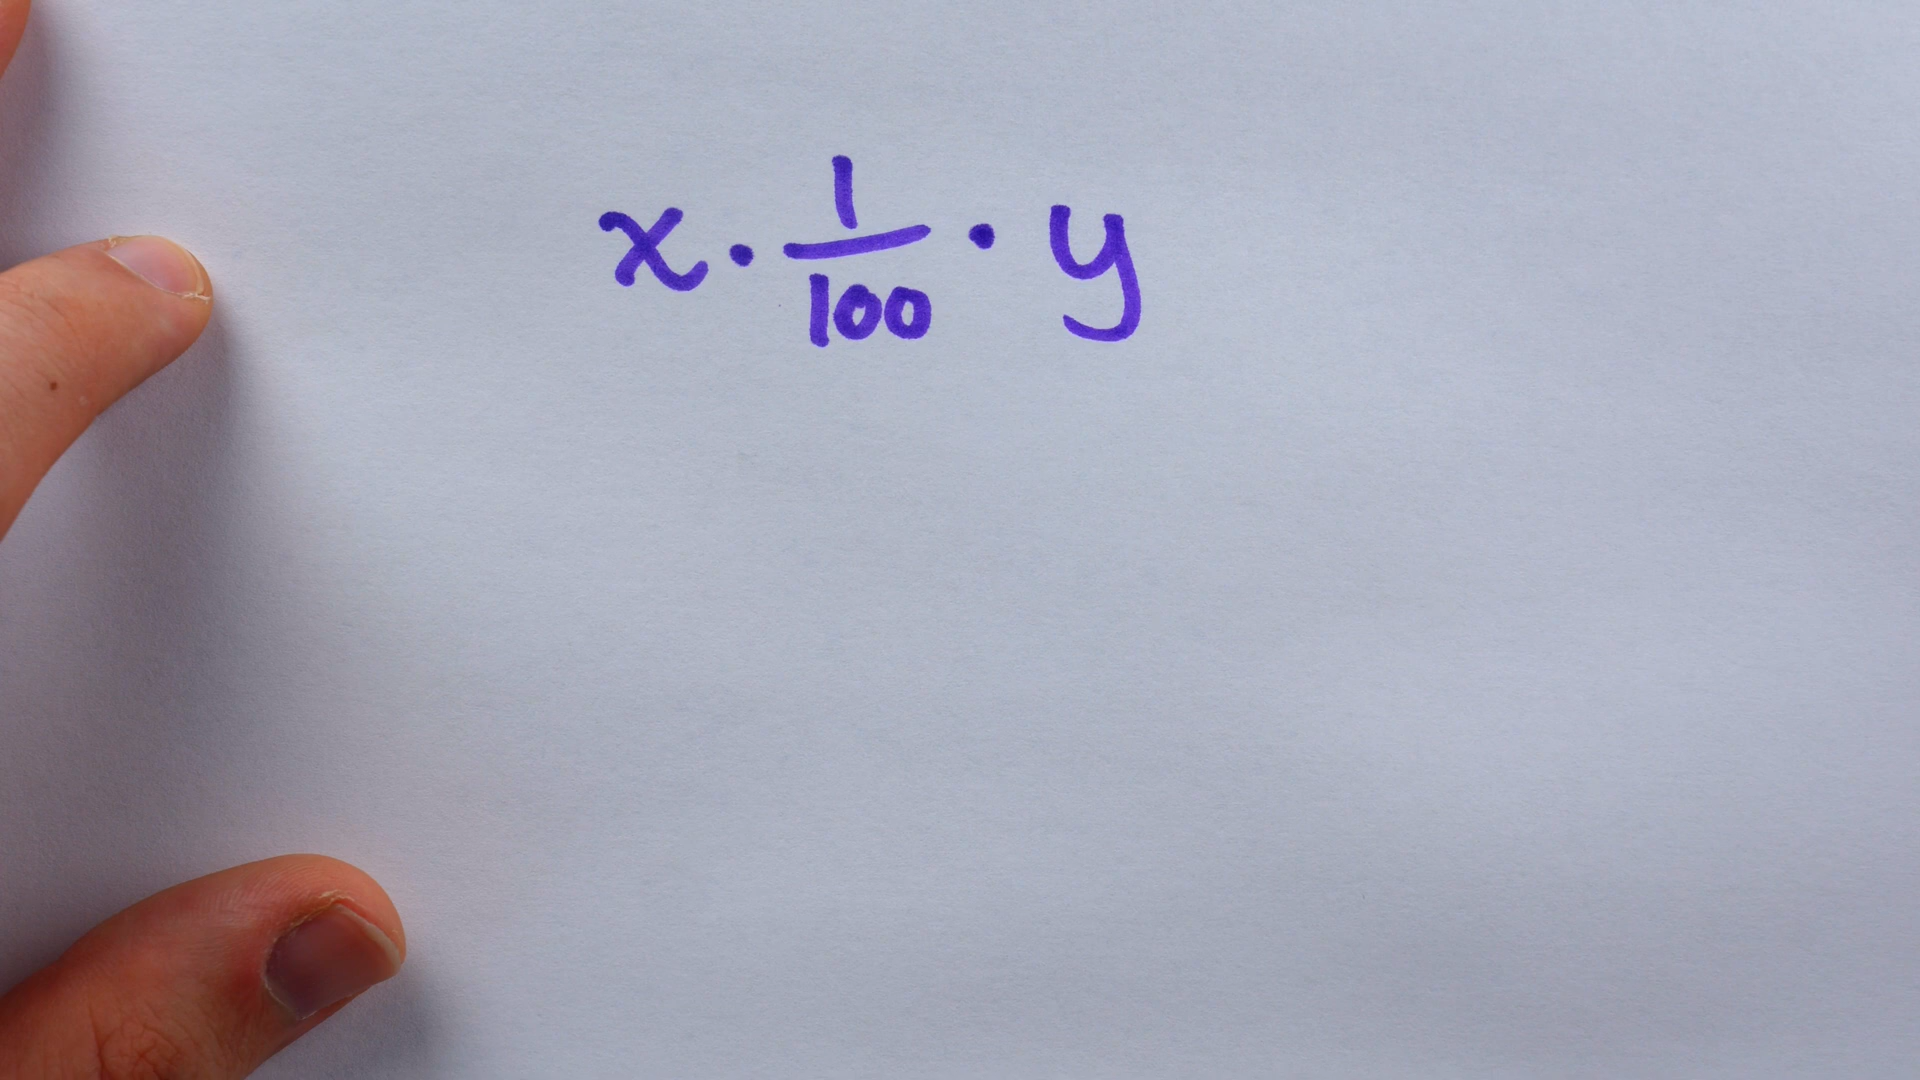 x · 1/100 · y